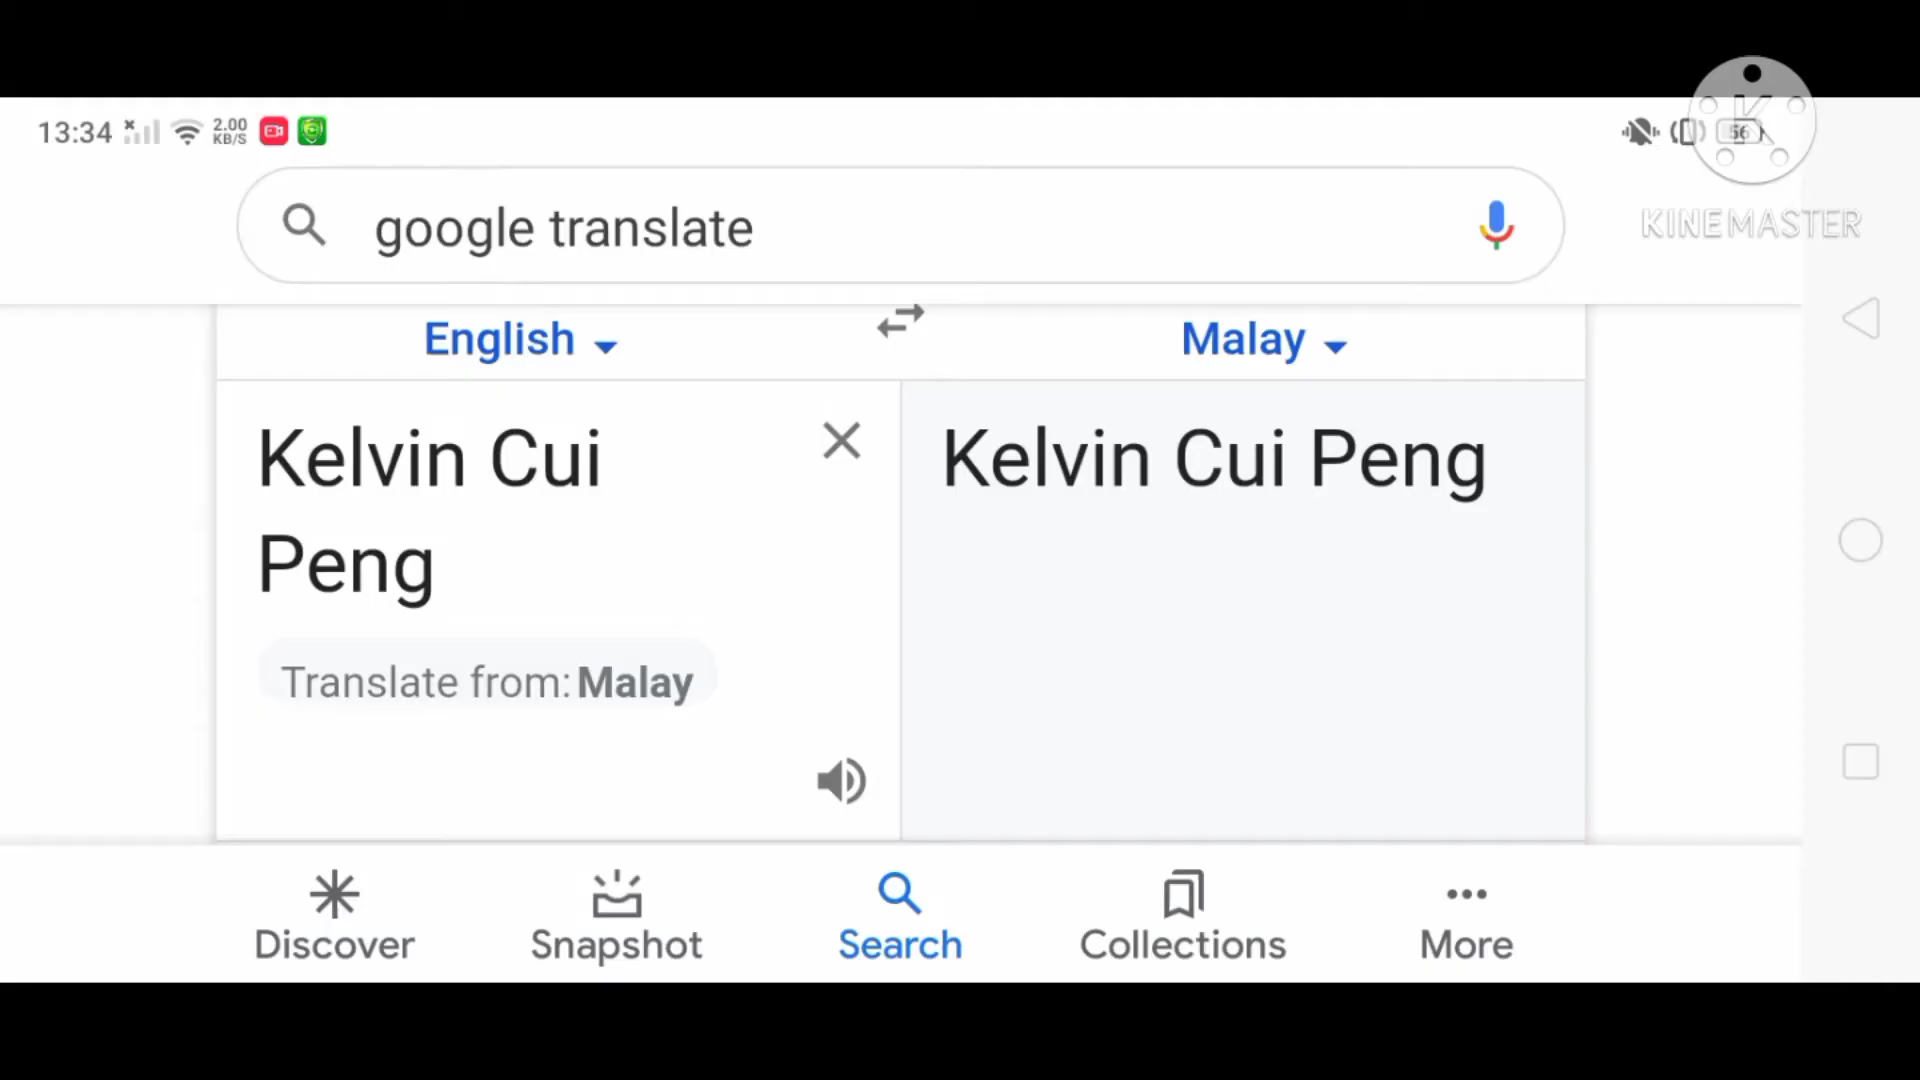 13:34 2.00 KB/S 56
KINEMASTER
google translate
English Malay
Kelvin Cui
Peng
Kelvin Cui Peng
Translate from: Malay
Discover Snapshot Search Collections More